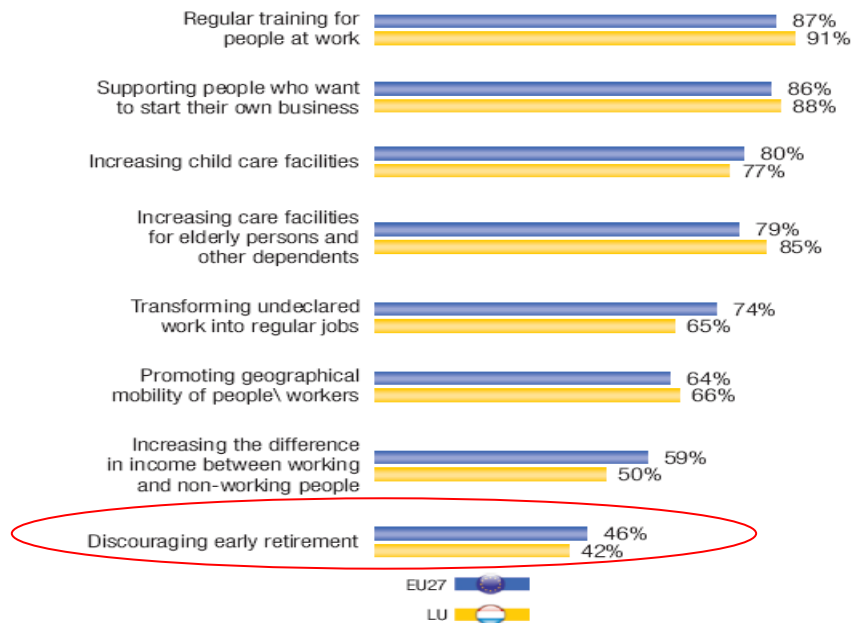 Regular training for
people at work
87%
91%
Supporting people who want
to start their own business
86%
88%
Increasing child care facilities
80%
77%
Increasing care facilities
for elderly persons and
other dependents
79%
85%
Transforming undeclared
work into regular jobs
74%
65%
Promoting geographical
mobility of people\ workers
64%
66%
Increasing the difference
in income between working
and non-working people
59%
50%
Discouraging early retirement
46%
42%
EU27
LU